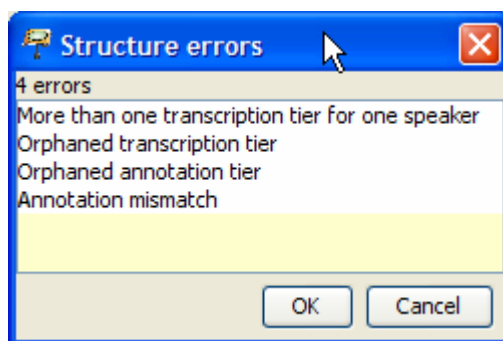 Structure errors
4 errors
More than one transcription tier for one speaker
Orphaned transcription tier
Orphaned annotation tier
Annotation mismatch
OK Cancel